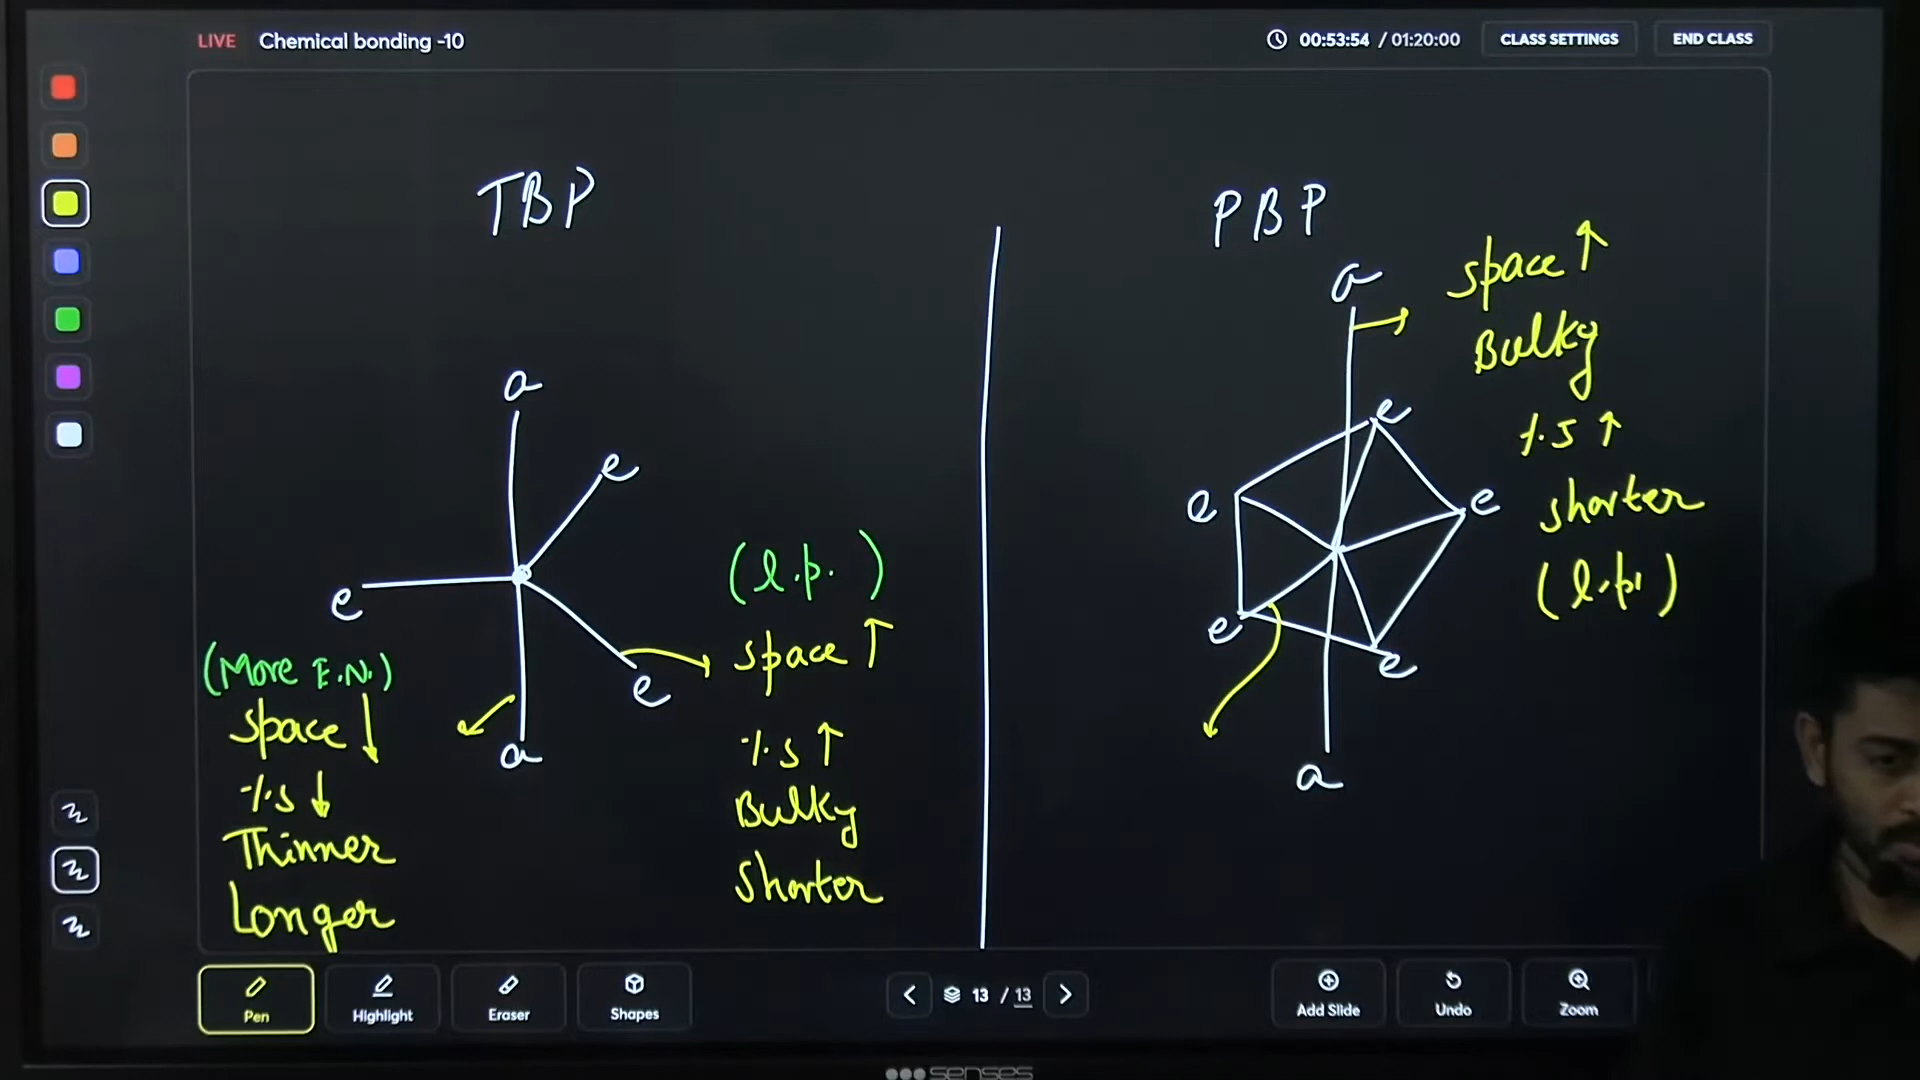 LIVE Chemical bonding -10
00:53:54 / 01:20:00
CLASS SETTINGS
END CLASS
TBP
a
e
e
e
a
(More E.N.)
Space ↓
%s ↓
Thinner
Longer
(l.p.)
space ↑
%s ↑
Bulky
Shorter
PBP
a
e
e
e
e
e
a
space ↑
Bulky
%s ↑
shorter
(l.p.)
Pen
Highlight
Eraser
Shapes
13 / 13
Add Slide
Undo
Zoom
senses